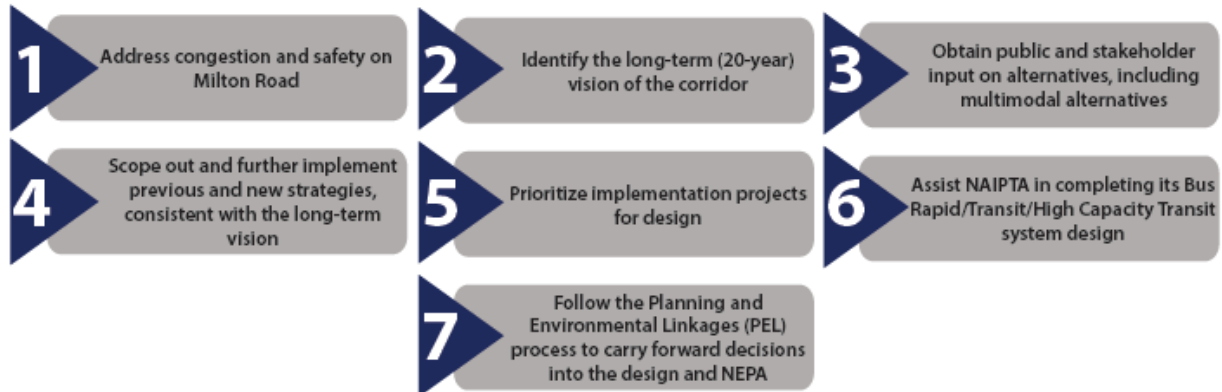 1
Address congestion and safety on
Milton Road
2
Identify the long-term (20-year)
vision of the corridor
3
Obtain public and stakeholder
input on alternatives, including
multimodal alternatives
4
Scope out and further implement
previous and new strategies,
consistent with the long-term
vision
5
Prioritize implementation projects
for design
6
Assist NAIPTA in completing its Bus
Rapid/Transit/High Capacity Transit
system design
7
Follow the Planning and
Environmental Linkages (PEL)
process to carry forward decisions
into the design and NEPA